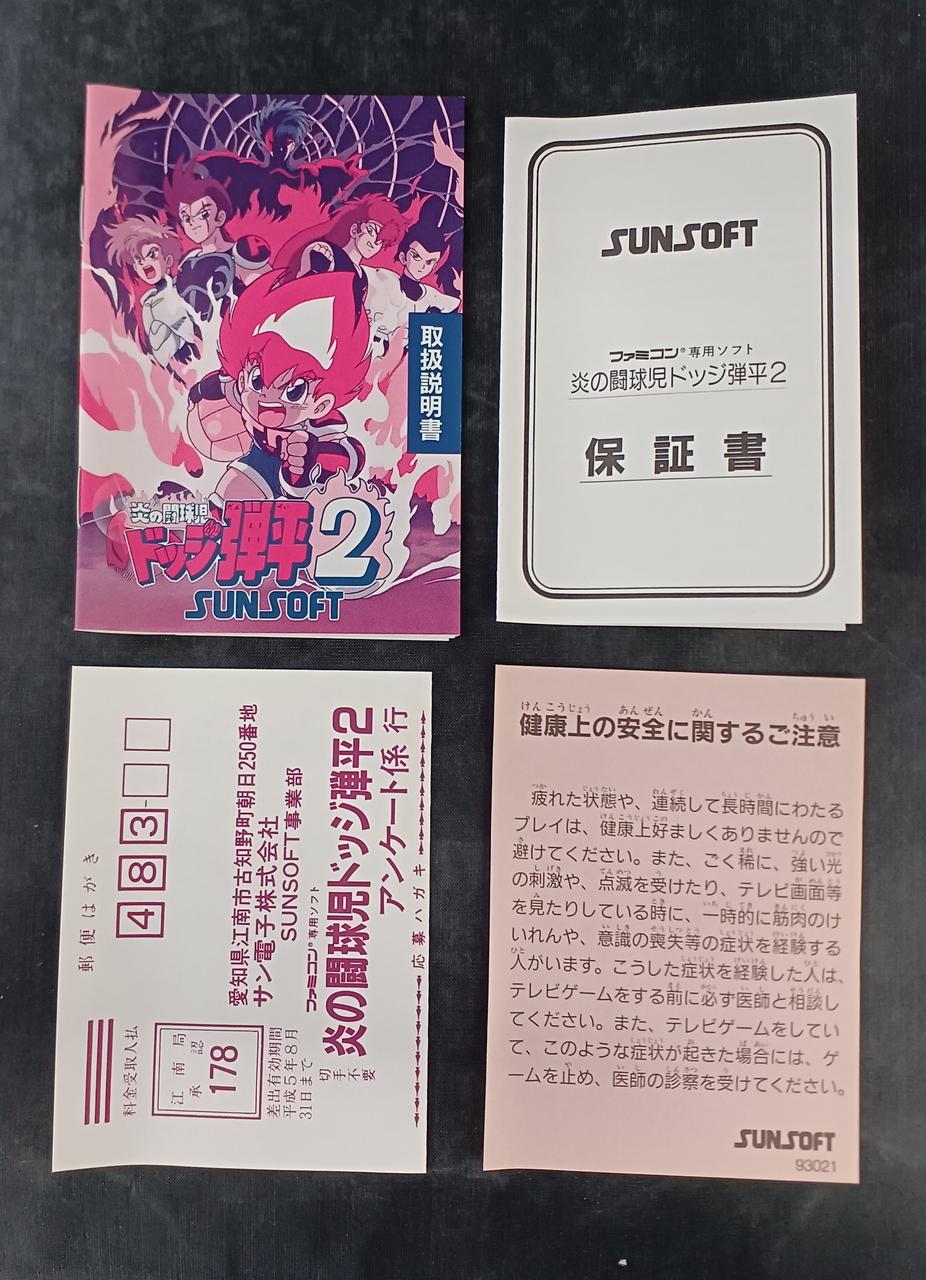 取扱説明書
炎の闘球児
ドッジ弾平2
SUNSOFT
SUNSOFT
ファミコン®専用ソフト
炎の闘球児ドッジ弾平2
保証書
郵便はがき
483-
料金受取人払
江南局
承認
178
差出有効期間
平成5年8月
31日まで
切手不要
愛知県江南市古知野町朝日250番地
サン電子株式会社
SUNSOFT事業部
ファミコン®専用ソフト
炎の闘球児ドッジ弾平2
アンケート係 行
応募ハガキ
けんこうじょう あんぜん かん ちゅうい
健康上の安全に関するご注意
疲れた状態や、連続して長時間にわたる
プレイは、健康上好ましくありませんので
避けてください。また、ごく稀に、強い光
の刺激や、点滅を受けたり、テレビ画面等
を見たりしている時に、一時的に筋肉のけ
いれんや、意識の喪失等の症状を経験する
人がいます。こうした症状を経験した人は、
テレビゲームをする前に必ず医師と相談し
てください。また、テレビゲームをしてい
て、このような症状が起きた場合には、ゲ
ームを止め、医師の診察を受けてください。
SUNSOFT
93021